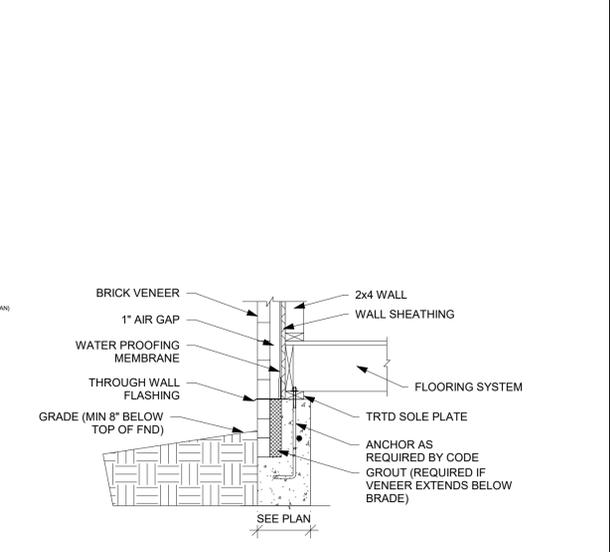 BRICK VENEER
1" AIR GAP
WATER PROOFING
MEMBRANE
THROUGH WALL
FLASHING
GRADE (MIN 8" BELOW
TOP OF FND)
2x4 WALL
WALL SHEATHING
FLOORING SYSTEM
TRTD SOLE PLATE
ANCHOR AS
REQUIRED BY CODE
GROUT (REQUIRED IF
VENEER EXTENDS BELOW
BRADE)
SEE PLAN